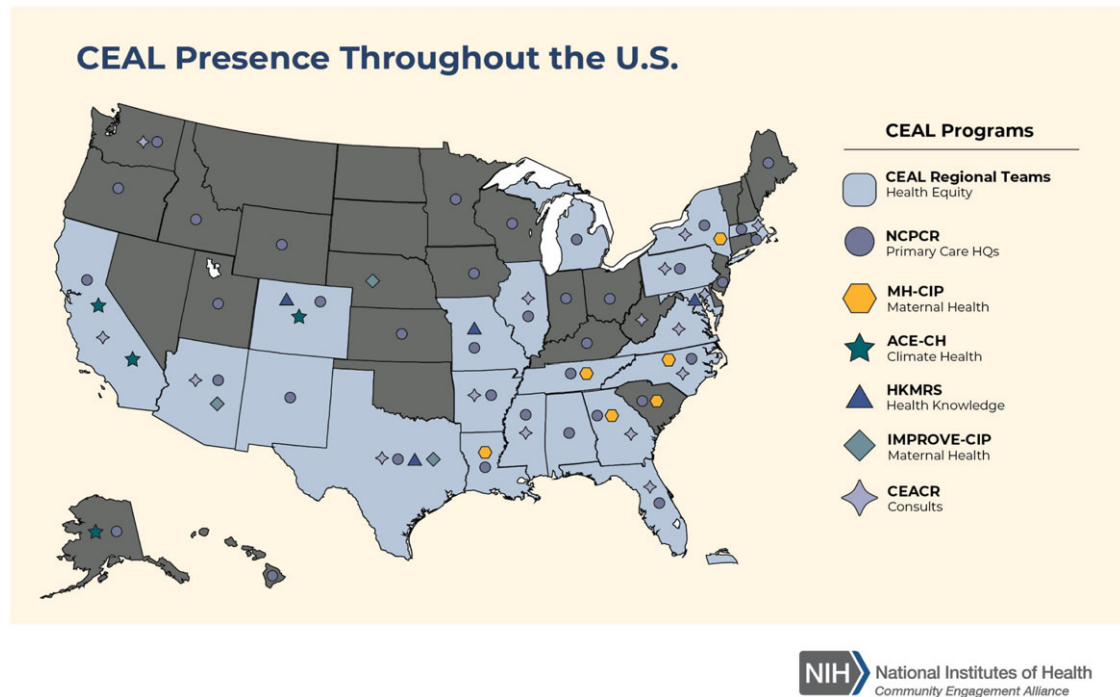 CEAL Presence Throughout the U.S.
CEAL Programs
CEAL Regional Teams
Health Equity
NCPCR
Primary Care HQs
MH-CIP
Maternal Health
ACE-CH
Climate Health
HKMRS
Health Knowledge
IMPROVE-CIP
Maternal Health
CEACR
Consults
NIH
National Institutes of Health
Community Engagement Alliance